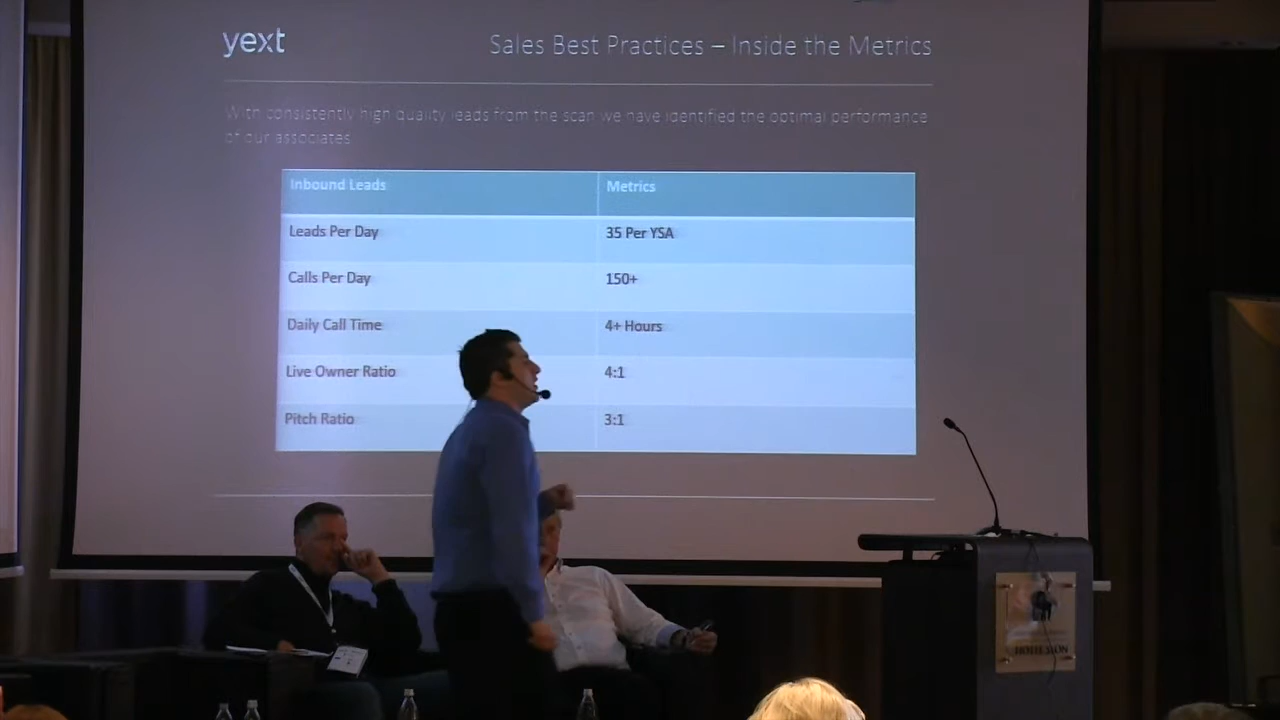 yext
Sales Best Practices – Inside the Metrics
With consistently high quality leads from the scan we have identified the optimal performance
of our associates
Inbound Leads Metrics
Leads Per Day 35 Per YSA
Calls Per Day 150+
Daily Call Time 4+ Hours
Live Owner Ratio 4:1
Pitch Ratio 3:1